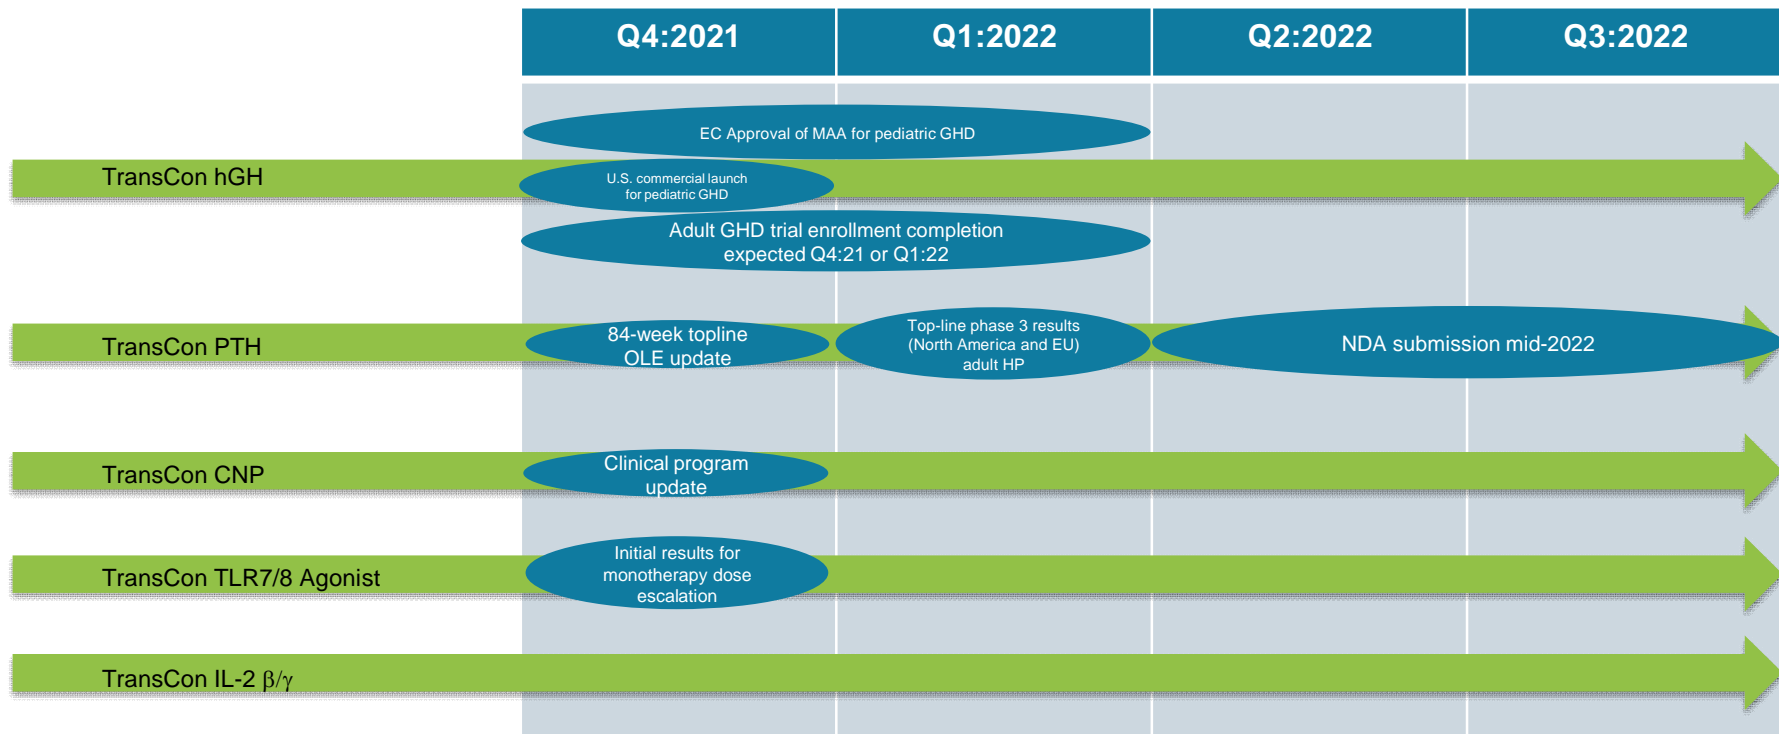 Q4:2021
Q1:2022
Q2:2022
Q3:2022
EC Approval of MAA for pediatric GHD
TransCon hGH
U.S. commercial launch
for pediatric GHD
Adult GHD trial enrollment completion
expected Q4:21 or Q1:22
TransCon PTH
84-week topline
OLE update
Top-line phase 3 results
(North America and EU)
adult HP
NDA submission mid-2022
TransCon CNP
Clinical program
update
TransCon TLR7/8 Agonist
Initial results for
monotherapy dose
escalation
TransCon IL-2 β/γ